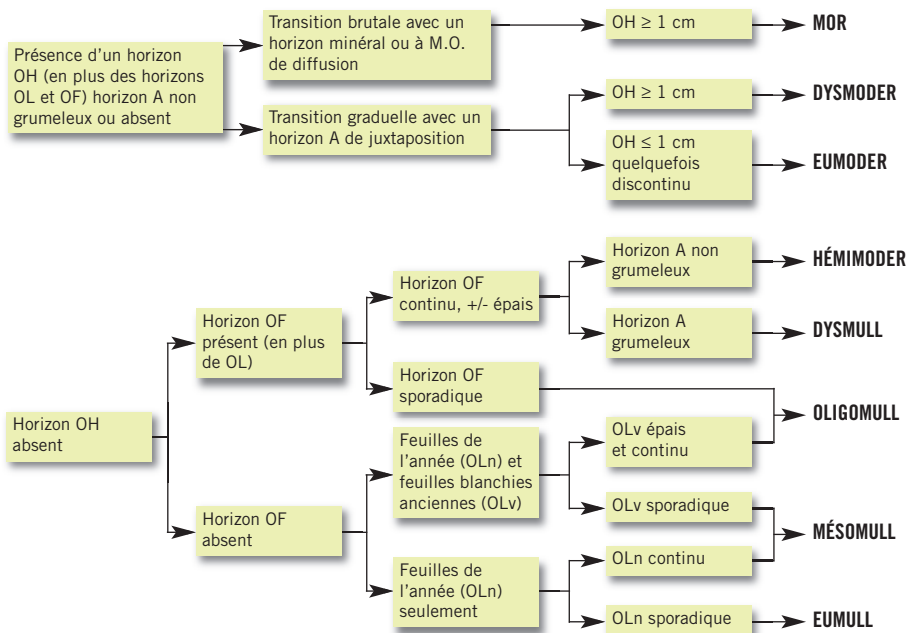 Présence d'un horizon
OH (en plus des horizons
OL et OF) horizon A non
grumeleux ou absent
Transition brutale avec un
horizon minéral ou à M.O.
de diffusion
OH ≥ 1 cm
MOR
Transition graduelle avec un
horizon A de juxtaposition
OH ≥ 1 cm
DYSMODER
OH ≤ 1 cm
quelquefois
discontinu
EUMODER
Horizon OH
absent
Horizon OF
présent (en plus
de OL)
Horizon OF
continu, +/- épais
Horizon A non
grumeleux
HÉMIMODER
Horizon A
grumeleux
DYSMULL
Horizon OF
sporadique
OLIGOMULL
Horizon OF
absent
Feuilles de
l'année (OLn) et
feuilles blanchies
anciennes (OLv)
OLv épais
et continu
OLv sporadique
MÉSOMULL
Feuilles de
l'année (OLn)
seulement
OLn continu
OLn sporadique
EUMULL